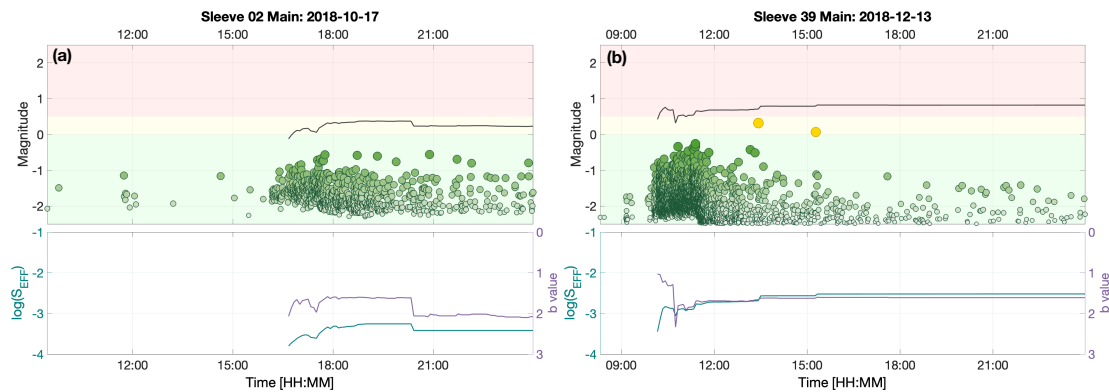 Sleeve 02 Main: 2018-10-17
12:00 15:00 18:00 21:00
(a)
Magnitude
2
1
0
-1
-2
-1
-2
-3
-4
log(S_EFF)
0
1
2
3
b value
12:00 15:00 18:00 21:00
Time [HH:MM]
Sleeve 39 Main: 2018-12-13
09:00 12:00 15:00 18:00 21:00
(b)
Magnitude
2
1
0
-1
-2
-1
-2
-3
-4
log(S_EFF)
0
1
2
3
b value
09:00 12:00 15:00 18:00 21:00
Time [HH:MM]